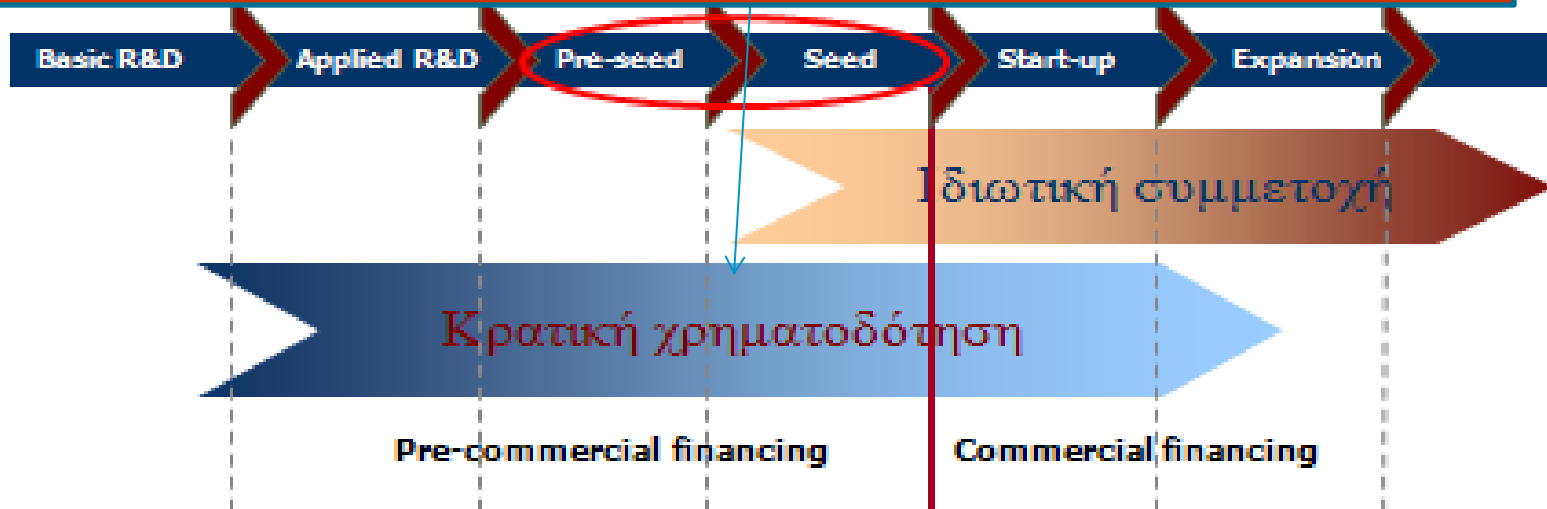 Basic R&D Applied R&D Pre-seed Seed Start-up Expansion
Ιδιωτική συμμετοχή
Κρατική χρηματοδότηση
Pre-commercial financing Commercial financing